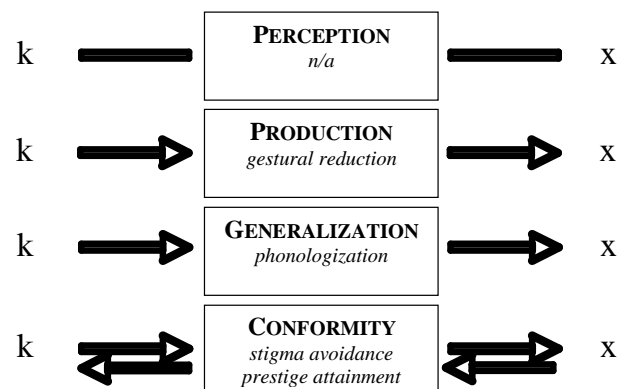 k PERCEPTION x
n/a
k PRODUCTION x
gestural reduction
k GENERALIZATION x
phonologization
k CONFORMITY x
stigma avoidance
prestige attainment